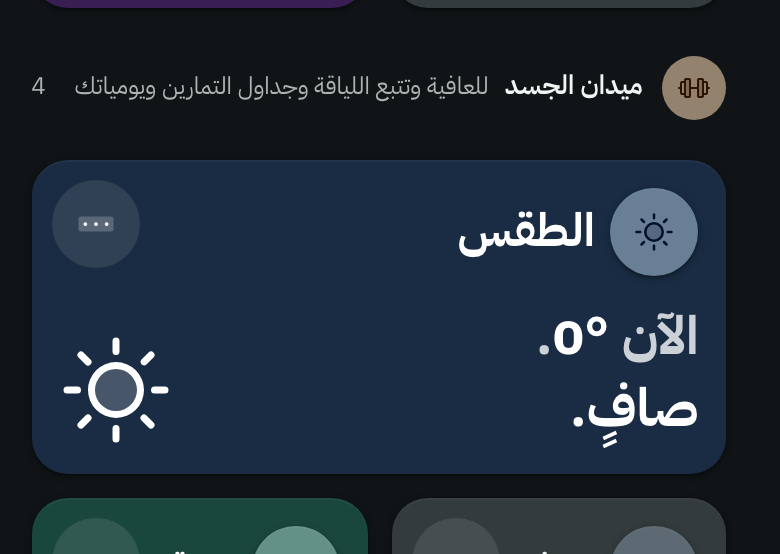 ميدان الجسد للعافية وتتبع اللياقة وجداول التمارين ويومياتك 4
الطقس
الآن 0°.
صافٍ.